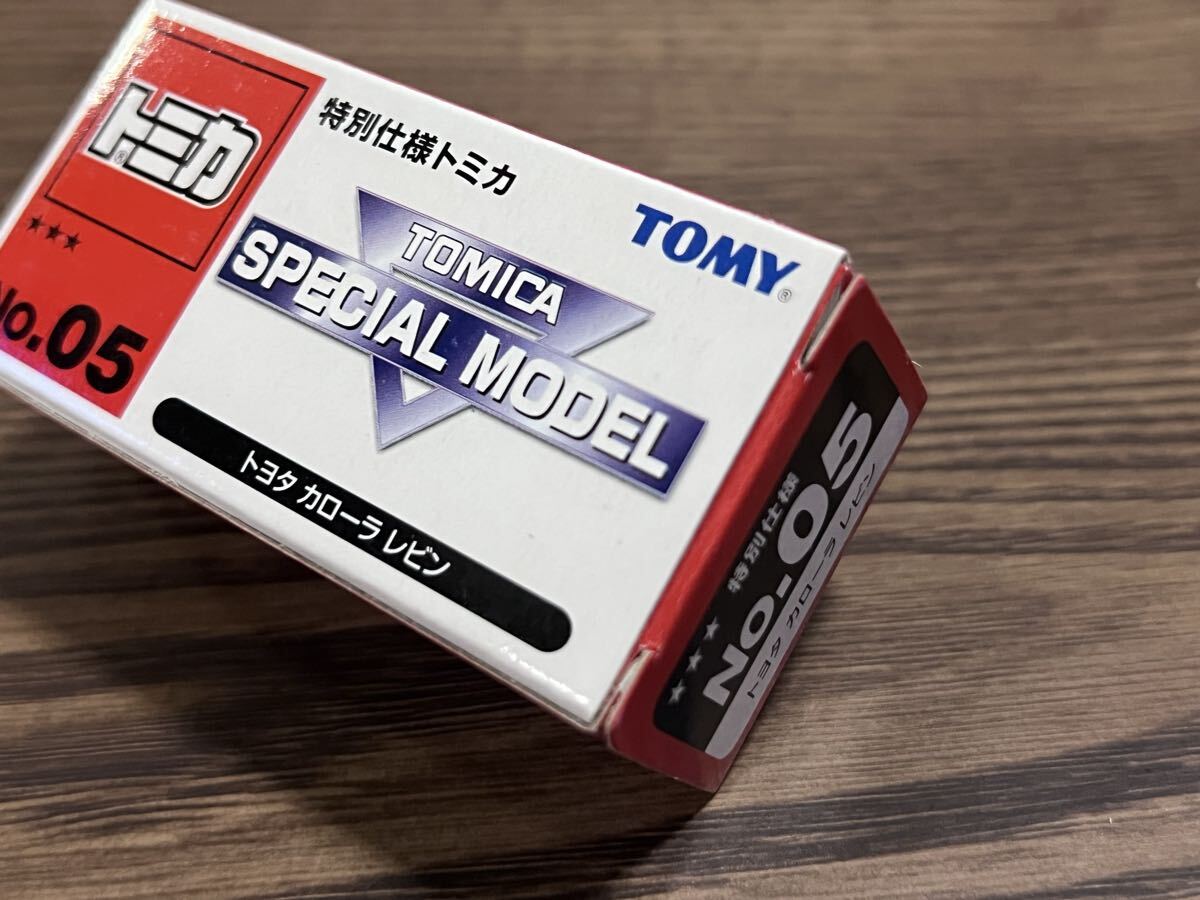 トミカ®
★★★
No.05
特別仕様トミカ
TOMY®
TOMICA
SPECIAL MODEL
トヨタ カローラ レビン
★★★
特別仕様
No-05
トヨタ カローラ レビン